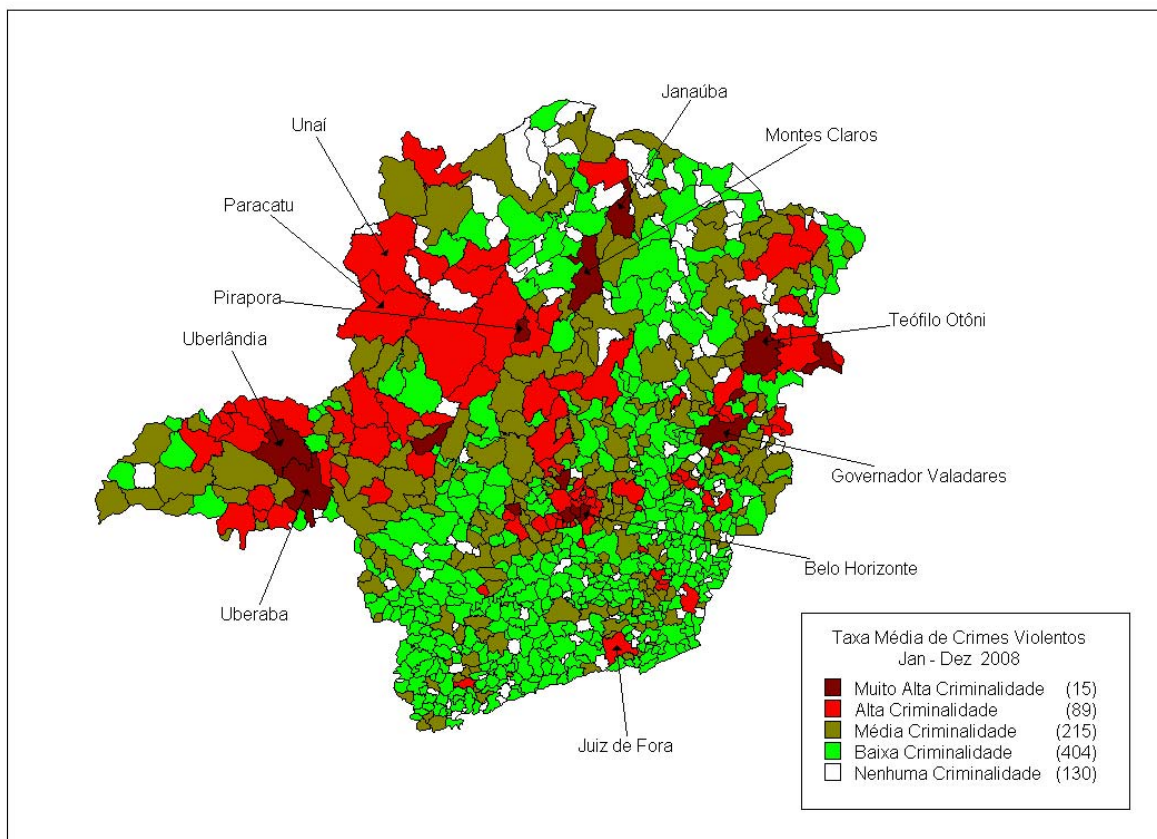 Janaúba
Unaí
Montes Claros
Paracatu
Pirapora
Teófilo Otôni
Uberlândia
Governador Valadares
Belo Horizonte
Uberaba
Juiz de Fora
Taxa Média de Crimes Violentos
Jan - Dez 2008
Muito Alta Criminalidade (15)
Alta Criminalidade (89)
Média Criminalidade (215)
Baixa Criminalidade (404)
Nenhuma Criminalidade (130)